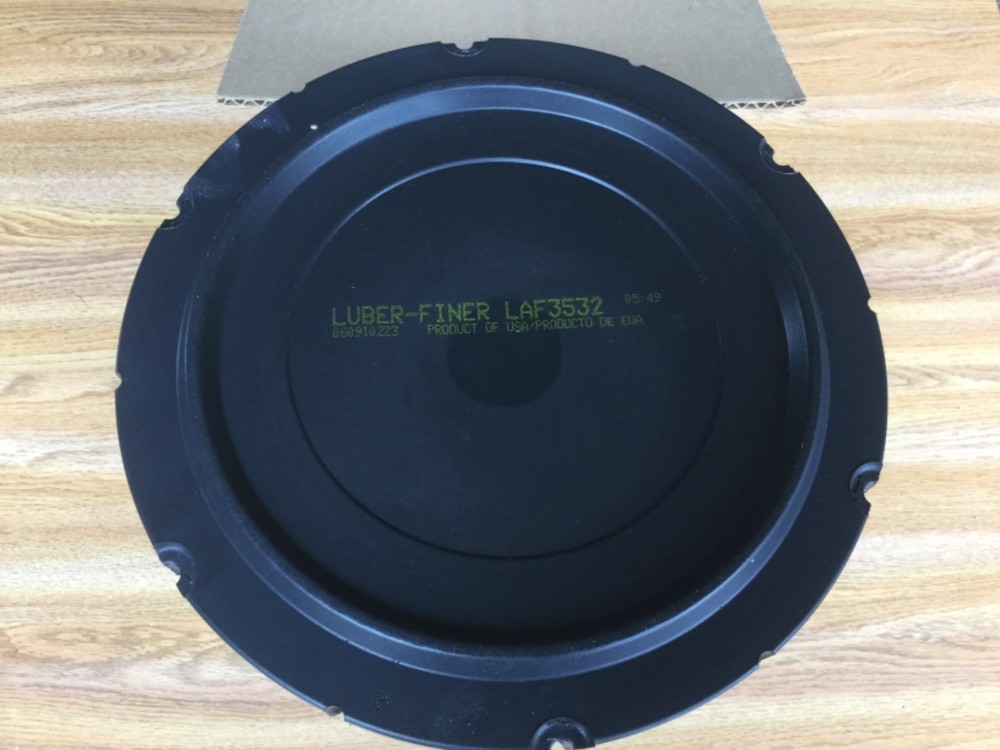 LUBER-FINER LAF3532 05:49
060910223 PRODUCT OF USA/PRODUCTO DE EUA